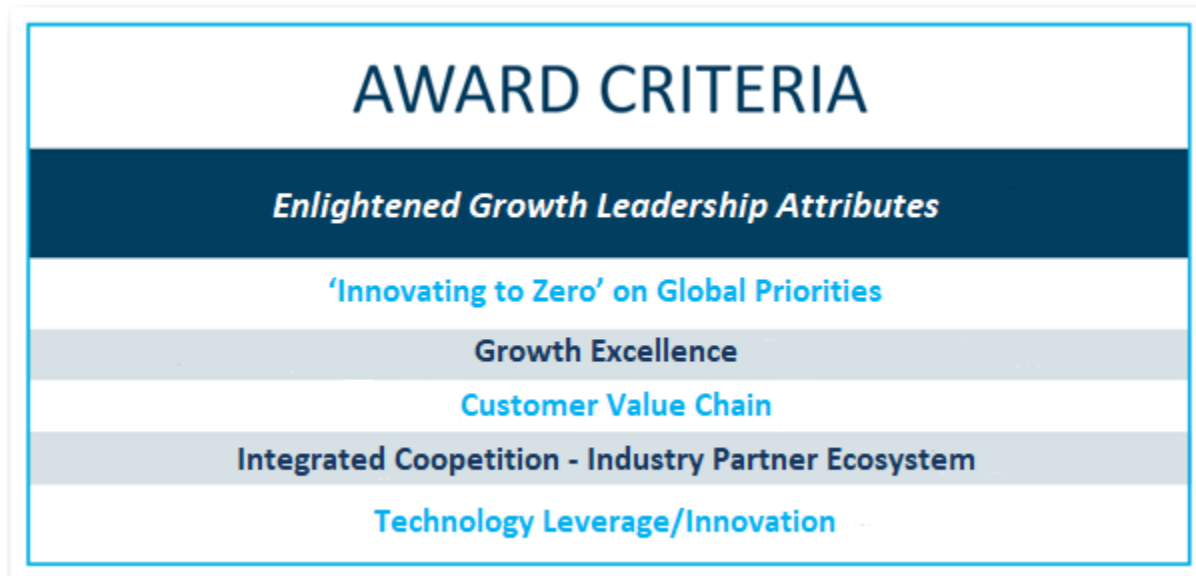 AWARD CRITERIA
Enlightened Growth Leadership Attributes
‘Innovating to Zero’ on Global Priorities
Growth Excellence
Customer Value Chain
Integrated Coopetition - Industry Partner Ecosystem
Technology Leverage/Innovation